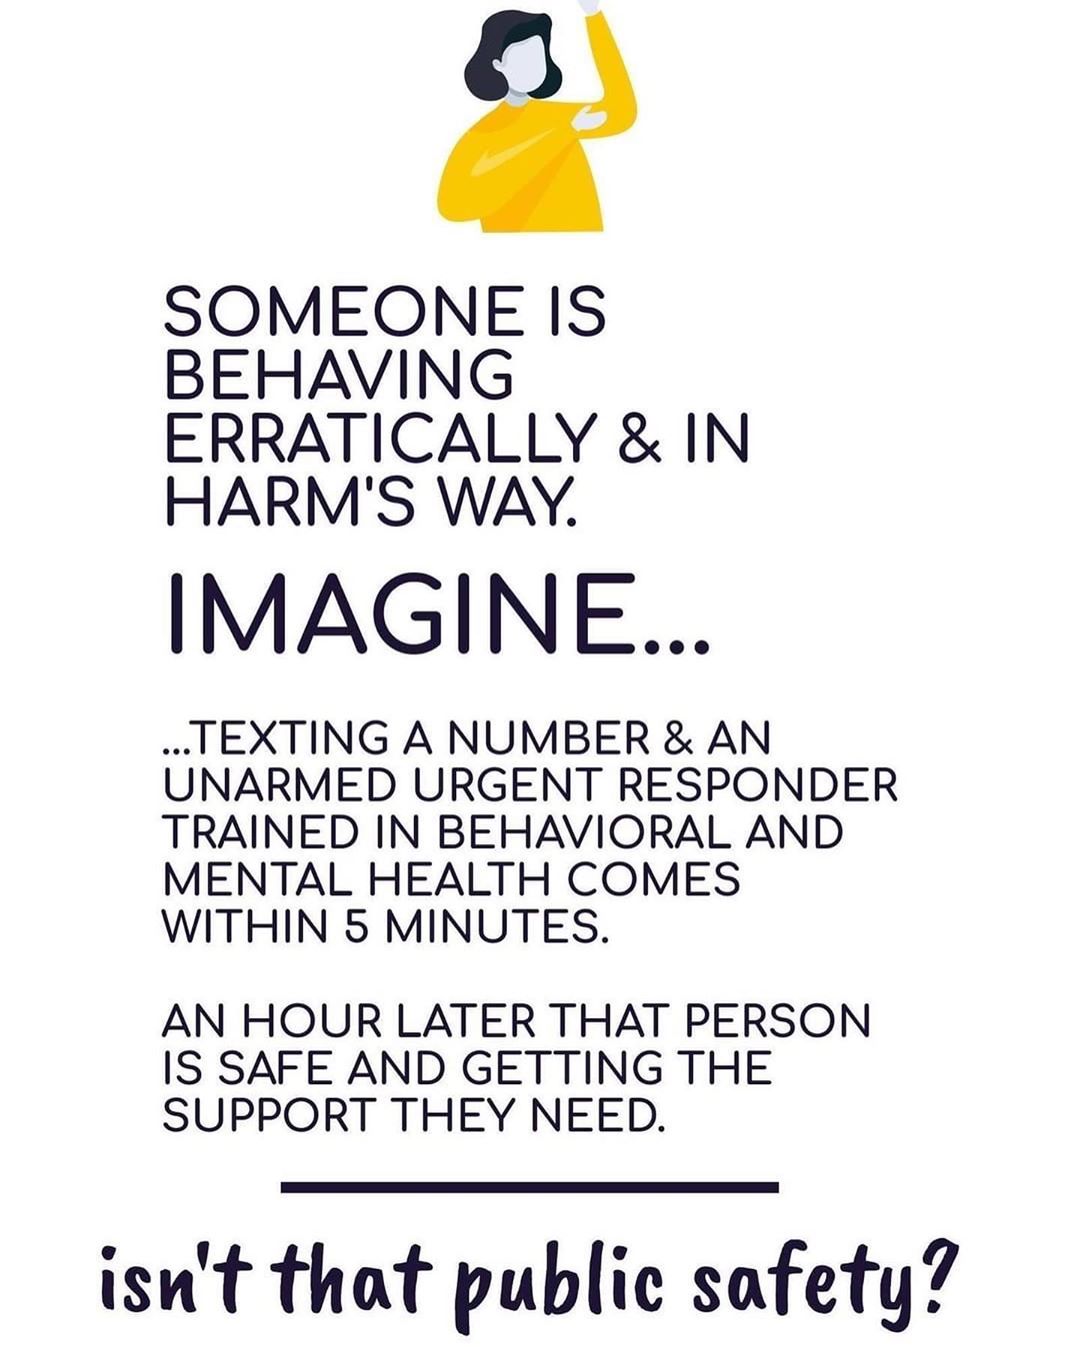 SOMEONE IS
BEHAVING
ERRATICALLY & IN
HARM'S WAY.
IMAGINE...
...TEXTING A NUMBER & AN
UNARMED URGENT RESPONDER
TRAINED IN BEHAVIORAL AND
MENTAL HEALTH COMES
WITHIN 5 MINUTES.
AN HOUR LATER THAT PERSON
IS SAFE AND GETTING THE
SUPPORT THEY NEED.
isn't that public safety?